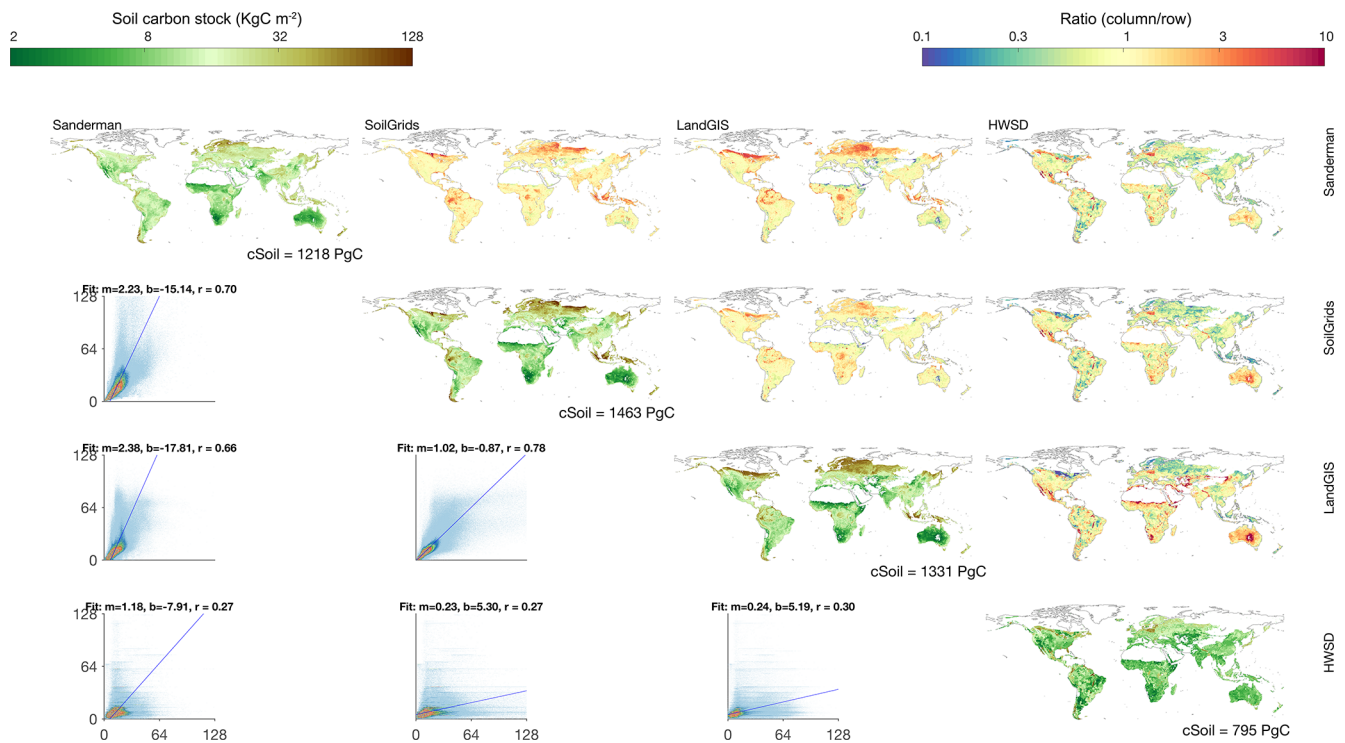 Soil carbon stock (KgC m-2)
2 8 32 128
Ratio (column/row)
0.1 0.3 1 3 10
Sanderman
SoilGrids
LandGIS
HWSD
Sanderman
cSoil = 1218 PgC
Fit: m=2.23, b=-15.14, r = 0.70
128
64
0
cSoil = 1463 PgC
SoilGrids
Fit: m=2.38, b=-17.81, r = 0.66
128
64
0
Fit: m=1.02, b=-0.87, r = 0.78
cSoil = 1331 PgC
LandGIS
Fit: m=1.18, b=-7.91, r = 0.27
128
64
0
0 64 128
Fit: m=0.23, b=5.30, r = 0.27
0 64 128
Fit: m=0.24, b=5.19, r = 0.30
0 64 128
cSoil = 795 PgC
HWSD